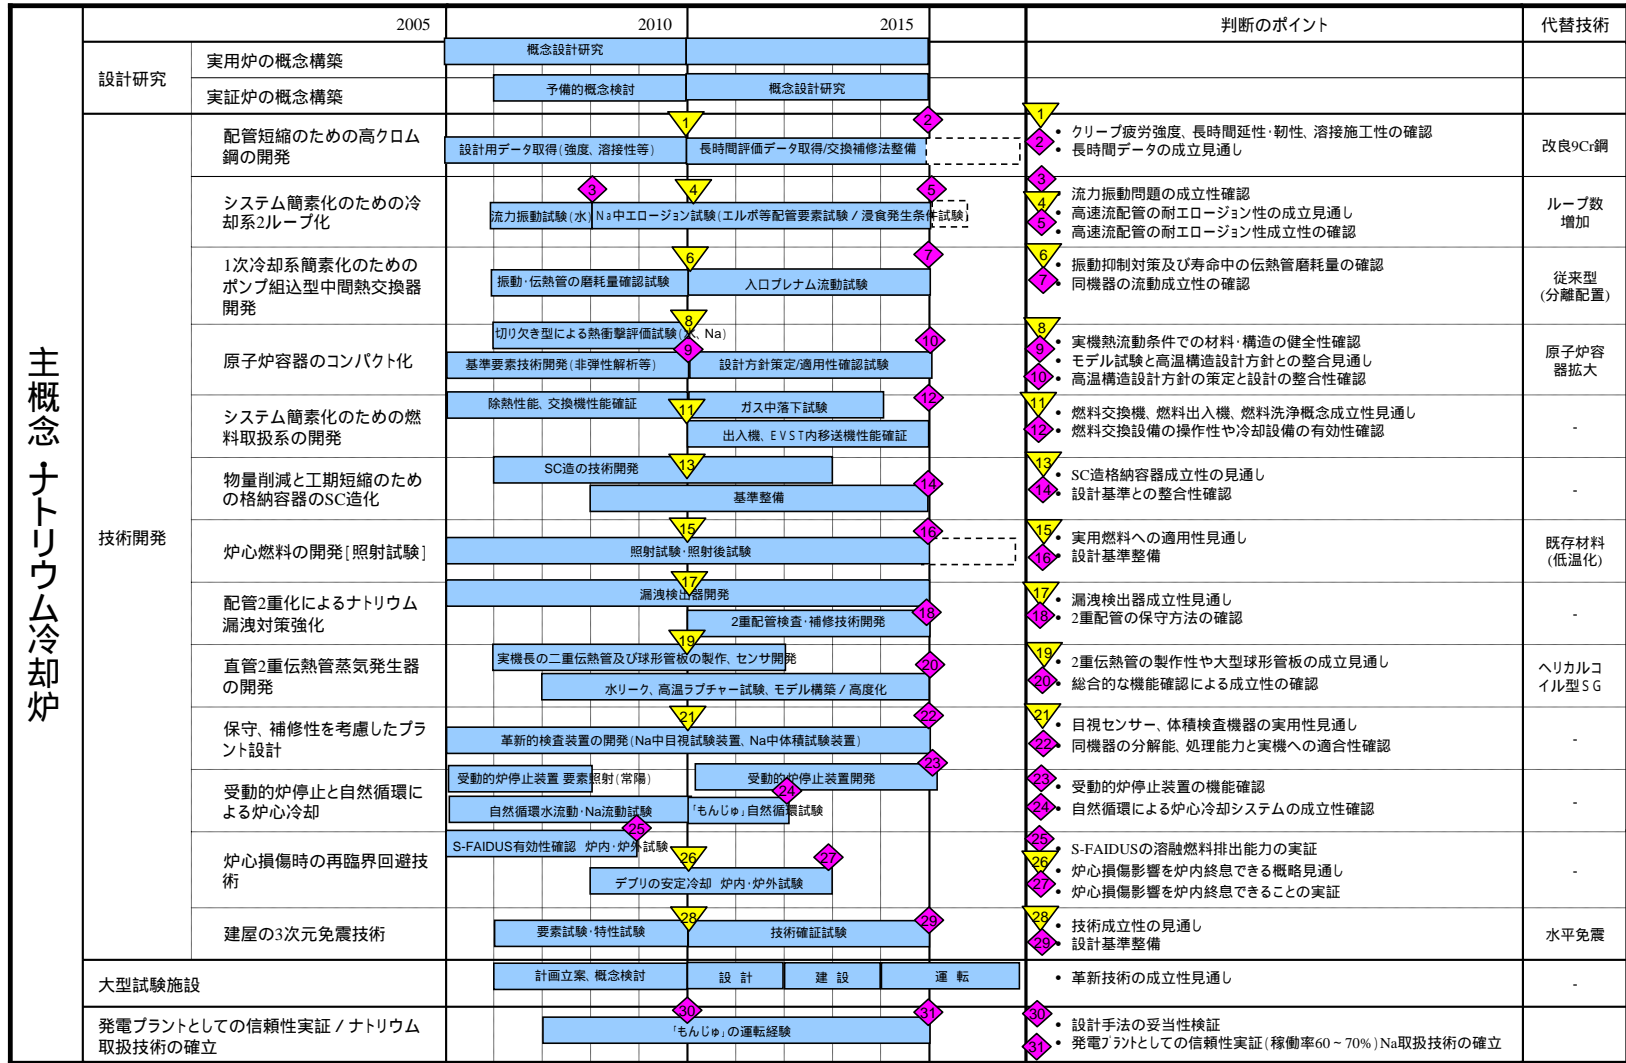 2005 2010 2015 判断のポイント 代替技術
主概念:ナトリウム冷却炉
設計研究
実用炉の概念構築
概念設計研究
実証炉の概念構築
予備的概念検討 概念設計研究
技術開発
配管短縮のための高クロム
鋼の開発
1 2
設計用データ取得(強度、溶接性等) 長時間評価データ取得/交換補修法整備
1 • クリープ疲労強度、長時間延性・靭性、溶接施工性の確認
2 • 長時間データの成立見通し
改良9Cr鋼
システム簡素化のための冷
却系2ループ化
3 4 5
流力振動試験(水) Na中エロージョン試験(エルボ等配管要素試験/浸食発生条件試験)
3 • 流力振動問題の成立性確認
4 • 高速流配管の耐エロージョン性の成立見通し
5 • 高速流配管の耐エロージョン性成立性の確認
ループ数
増加
1次冷却系簡素化のための
ポンプ組込型中間熱交換器
開発
6 7
振動・伝熱管の磨耗量確認試験 入口プレナム流動試験
6 • 振動抑制対策及び寿命中の伝熱管磨耗量の確認
7 • 同機器の流動成立性の確認
従来型
(分離配置)
原子炉容器のコンパクト化
8
切り欠き型による熱衝撃評価試験(水、Na)
9 10
基準要素技術開発(非弾性解析等) 設計方針策定/適用性確認試験
8 • 実機熱流動条件での材料・構造の健全性確認
9 • モデル試験と高温構造設計方針との整合見通し
10 • 高温構造設計方針の策定と設計の整合性確認
原子炉容
器拡大
システム簡素化のための燃
料取扱系の開発
除熱性能、交換機性能確証 11 ガス中落下試験 12
出入機、EVST内移送機性能確証
11 • 燃料交換機、燃料出入機、燃料洗浄概念成立性見通し
12 • 燃料交換設備の操作性や冷却設備の有効性確認
-
物量削減と工期短縮のため
の格納容器のSC造化
SC造の技術開発 13
基準整備 14
13 • SC造格納容器成立性の見通し
14 • 設計基準との整合性確認
-
炉心燃料の開発[照射試験]
15 16
照射試験・照射後試験
15 • 実用燃料への適用性見通し
16 • 設計基準整備
既存材料
(低温化)
配管2重化によるナトリウム
漏洩対策強化
17
漏洩検出器開発
2重配管検査・補修技術開発 18
17 • 漏洩検出器成立性見通し
18 • 2重配管の保守方法の確認
-
直管2重伝熱管蒸気発生器
の開発
19
実機長の二重伝熱管及び球形管板の製作、センサ開発
20
水リーク、高温ラプチャー試験、モデル構築/高度化
19 • 2重伝熱管の製作性や大型球形管板の成立見通し
20 • 総合的な機能確認による成立性の確認
ヘリカルコ
イル型SG
保守、補修性を考慮したプラ
ント設計
21 22
革新的検査装置の開発(Na中目視試験装置、Na中体積試験装置)
21 • 目視センサー、体積検査機器の実用性見通し
22 • 同機器の分解能、処理能力と実機への適合性確認
-
受動的炉停止と自然循環に
よる炉心冷却
23
受動的炉停止装置 要素照射(常陽) 受動的炉停止装置開発
24
自然循環水流動・Na流動試験 「もんじゅ」自然循環試験
23 • 受動的炉停止装置の機能確認
24 • 自然循環による炉心冷却システムの成立性確認
-
炉心損傷時の再臨界回避技
術
25
S-FAIDUS有効性確認 炉内・炉外試験
26 27
デブリの安定冷却 炉内・炉外試験
25 • S-FAIDUSの溶融燃料排出能力の実証
26 • 炉心損傷影響を炉内終息できる概略見通し
27 • 炉心損傷影響を炉内終息できることの実証
-
建屋の3次元免震技術
28 29
要素試験・特性試験 技術確証試験
28 • 技術成立性の見通し
29 • 設計基準整備
水平免震
大型試験施設
計画立案、概念検討 設 計 建 設 運 転
• 革新技術の成立性見通し
-
発電プラントとしての信頼性実証/ナトリウム
取扱技術の確立
30 31
「もんじゅ」の運転経験
30 • 設計手法の妥当性検証
31 • 発電プラントとしての信頼性実証(稼働率60~70%)Na取扱技術の確立